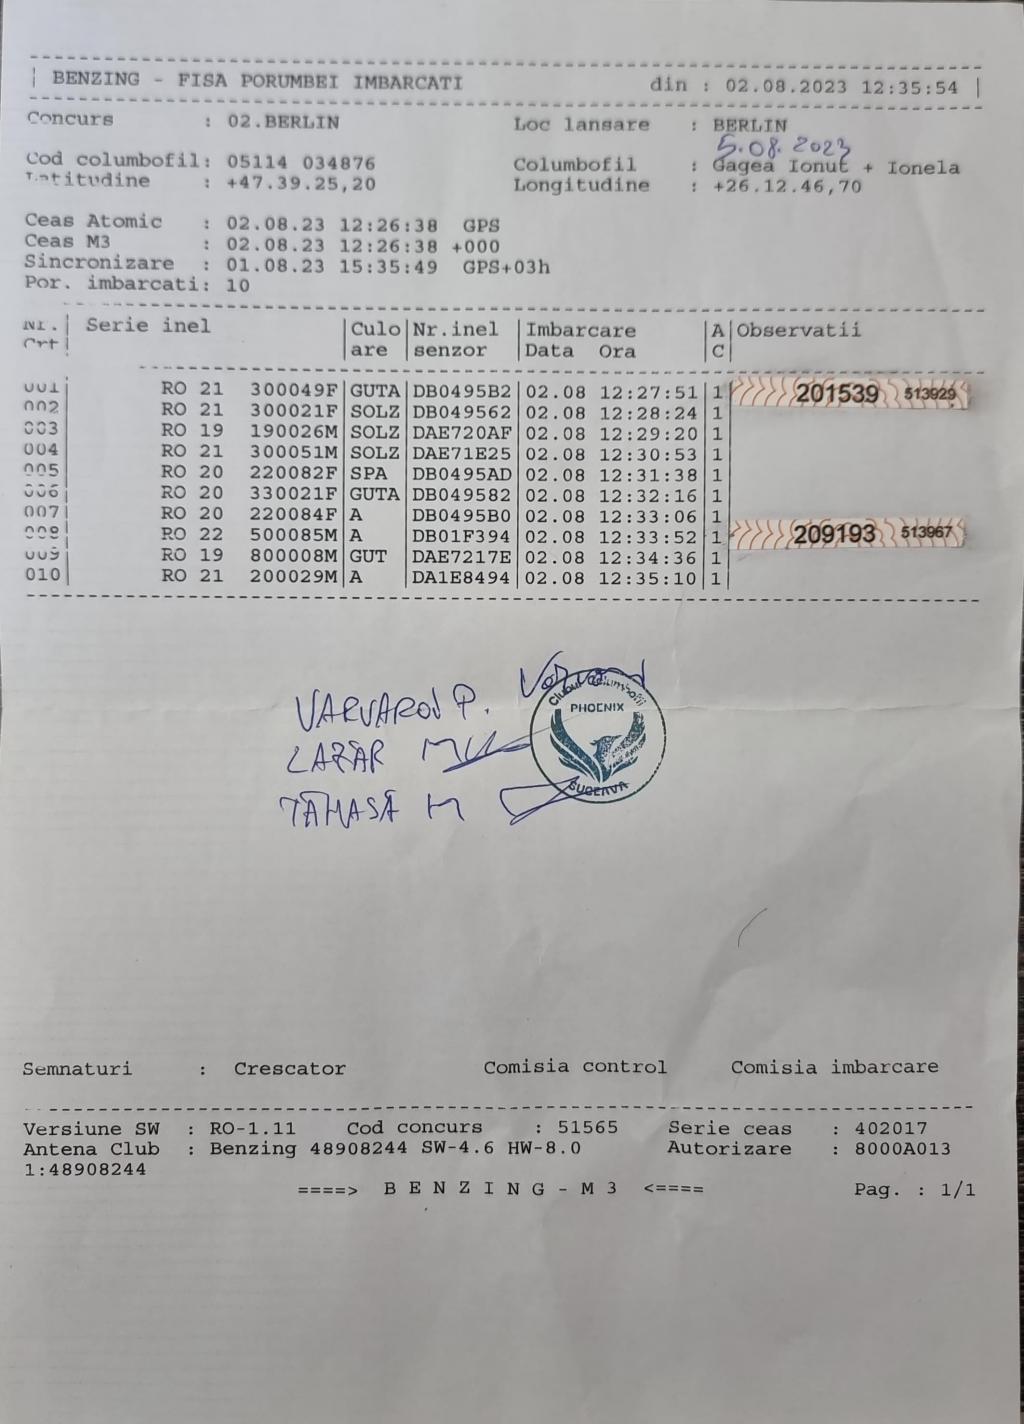 BENZING - FISA PORUMBEI IMBARCATI din : 02.08.2023 12:35:54
Concurs : 02.BERLIN Loc lansare : BERLIN
5.08.2023
Cod columbofil: 05114 034876 Columbofil : Gagea Ionut + Ionela
Latitudine : +47.39.25,20 Longitudine : +26.12.46,70
Ceas Atomic : 02.08.23 12:26:38 GPS
Ceas M3 : 02.08.23 12:26:38 +000
Sincronizare : 01.08.23 15:35:49 GPS+03h
Por. imbarcati: 10
Nr. Serie inel Culo Nr.inel Imbarcare A Observatii
Crt are senzor Data Ora C
001 RO 21 300049F GUTA DB0495B2 02.08 12:27:51 1 201539 513929
002 RO 21 300021F SOLZ DB049562 02.08 12:28:24 1
003 RO 19 190026M SOLZ DAE720AF 02.08 12:29:20 1
004 RO 21 300051M SOLZ DAE71E25 02.08 12:30:53 1
005 RO 20 220082F SPA DB0495AD 02.08 12:31:38 1
006 RO 20 330021F GUTA DB049582 02.08 12:32:16 1
007 RO 20 220084F A DB0495B0 02.08 12:33:06 1
008 RO 22 500085M A DB01F394 02.08 12:33:52 1 209193 513967
009 RO 19 800008M GUT DAE7217E 02.08 12:34:36 1
010 RO 21 200029M A DA1E8494 02.08 12:35:10 1
VARVAROI P.
LAZĂR
TĂMASĂ M
Clubul Columbofil
PHOENIX
SUCEAVA
Semnaturi : Crescator Comisia control Comisia imbarcare
Versiune SW : RO-1.11 Cod concurs : 51565 Serie ceas : 402017
Antena Club : Benzing 48908244 SW-4.6 HW-8.0 Autorizare : 8000A013
1:48908244
====> B E N Z I N G - M 3 <==== Pag. : 1/1